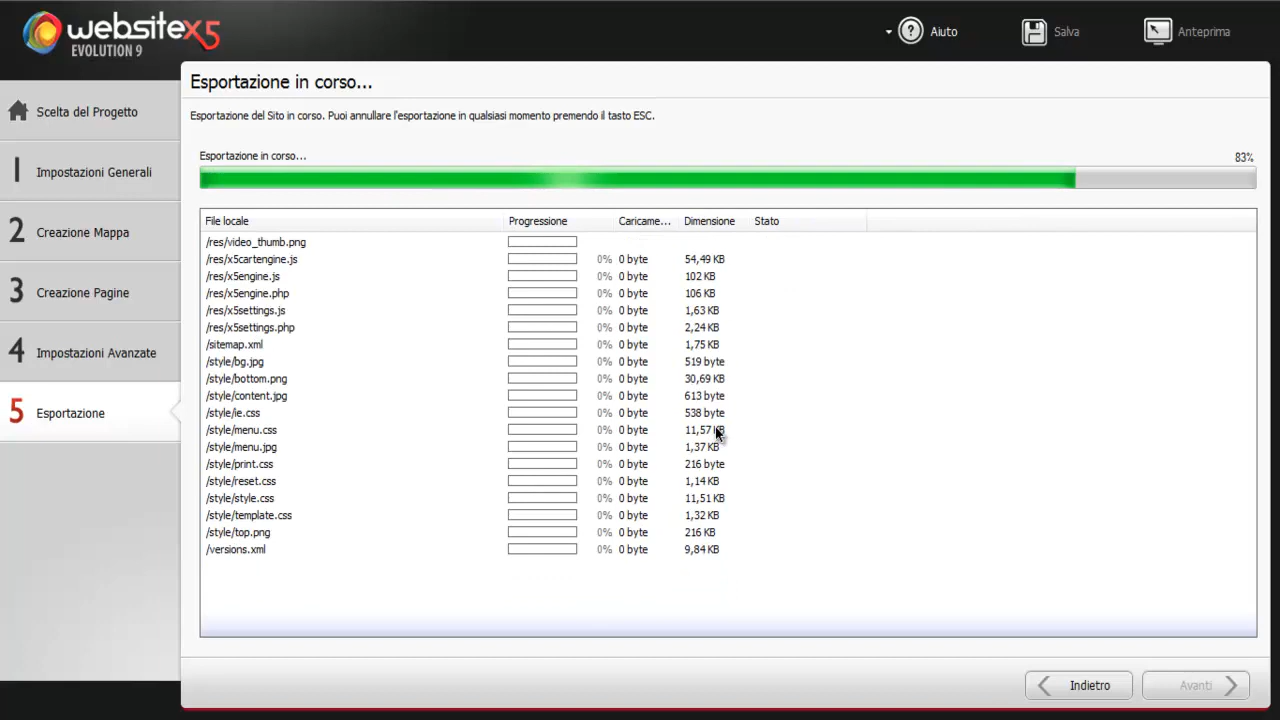 websitex5
EVOLUTION 9
Aiuto
Salva
Anteprima
Esportazione in corso...
Esportazione del Sito in corso. Puoi annullare l'esportazione in qualsiasi momento premendo il tasto ESC.
Scelta del Progetto
1 Impostazioni Generali
2 Creazione Mappa
3 Creazione Pagine
4 Impostazioni Avanzate
5 Esportazione
Esportazione in corso... 83%
File locale Progressione Caricame... Dimensione Stato
/res/video_thumb.png
/res/x5cartengine.js 0% 0 byte 54,49 KB
/res/x5engine.js 0% 0 byte 102 KB
/res/x5engine.php 0% 0 byte 106 KB
/res/x5settings.js 0% 0 byte 1,63 KB
/res/x5settings.php 0% 0 byte 2,24 KB
/sitemap.xml 0% 0 byte 1,75 KB
/style/bg.jpg 0% 0 byte 519 byte
/style/bottom.png 0% 0 byte 30,69 KB
/style/content.jpg 0% 0 byte 613 byte
/style/ie.css 0% 0 byte 538 byte
/style/menu.css 0% 0 byte 11,57 KB
/style/menu.jpg 0% 0 byte 1,37 KB
/style/print.css 0% 0 byte 216 byte
/style/reset.css 0% 0 byte 1,14 KB
/style/style.css 0% 0 byte 11,51 KB
/style/template.css 0% 0 byte 1,32 KB
/style/top.png 0% 0 byte 216 KB
/versions.xml 0% 0 byte 9,84 KB
Indietro
Avanti